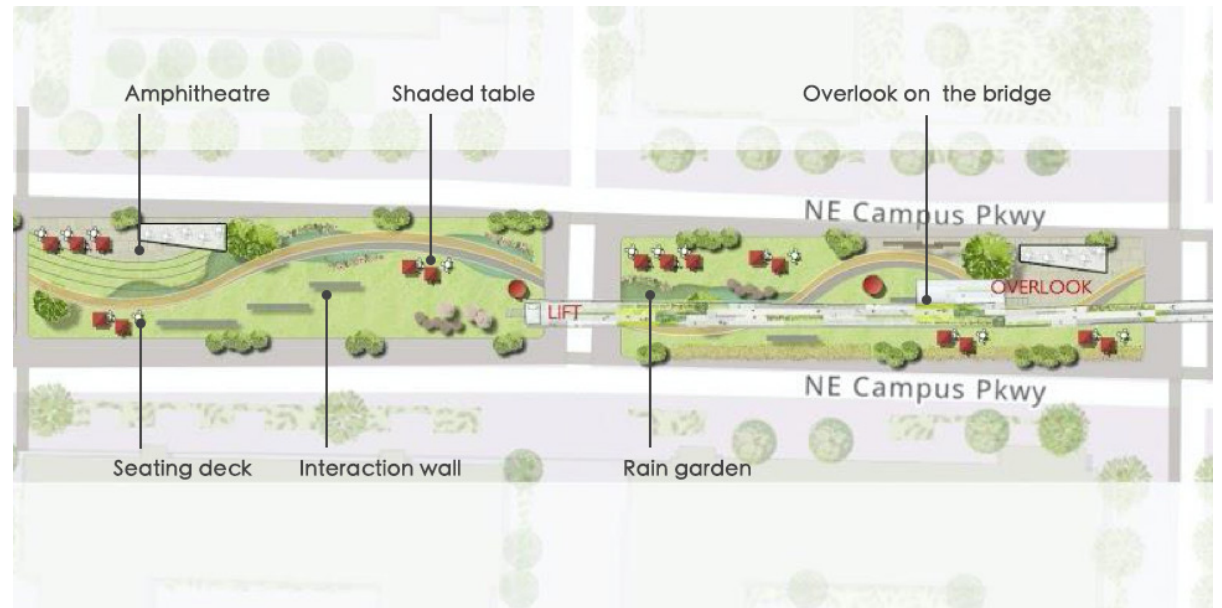 Amphitheatre
Shaded table
Overlook on the bridge
NE Campus Pkwy
OVERLOOK
LIFT
NE Campus Pkwy
Seating deck
Interaction wall
Rain garden